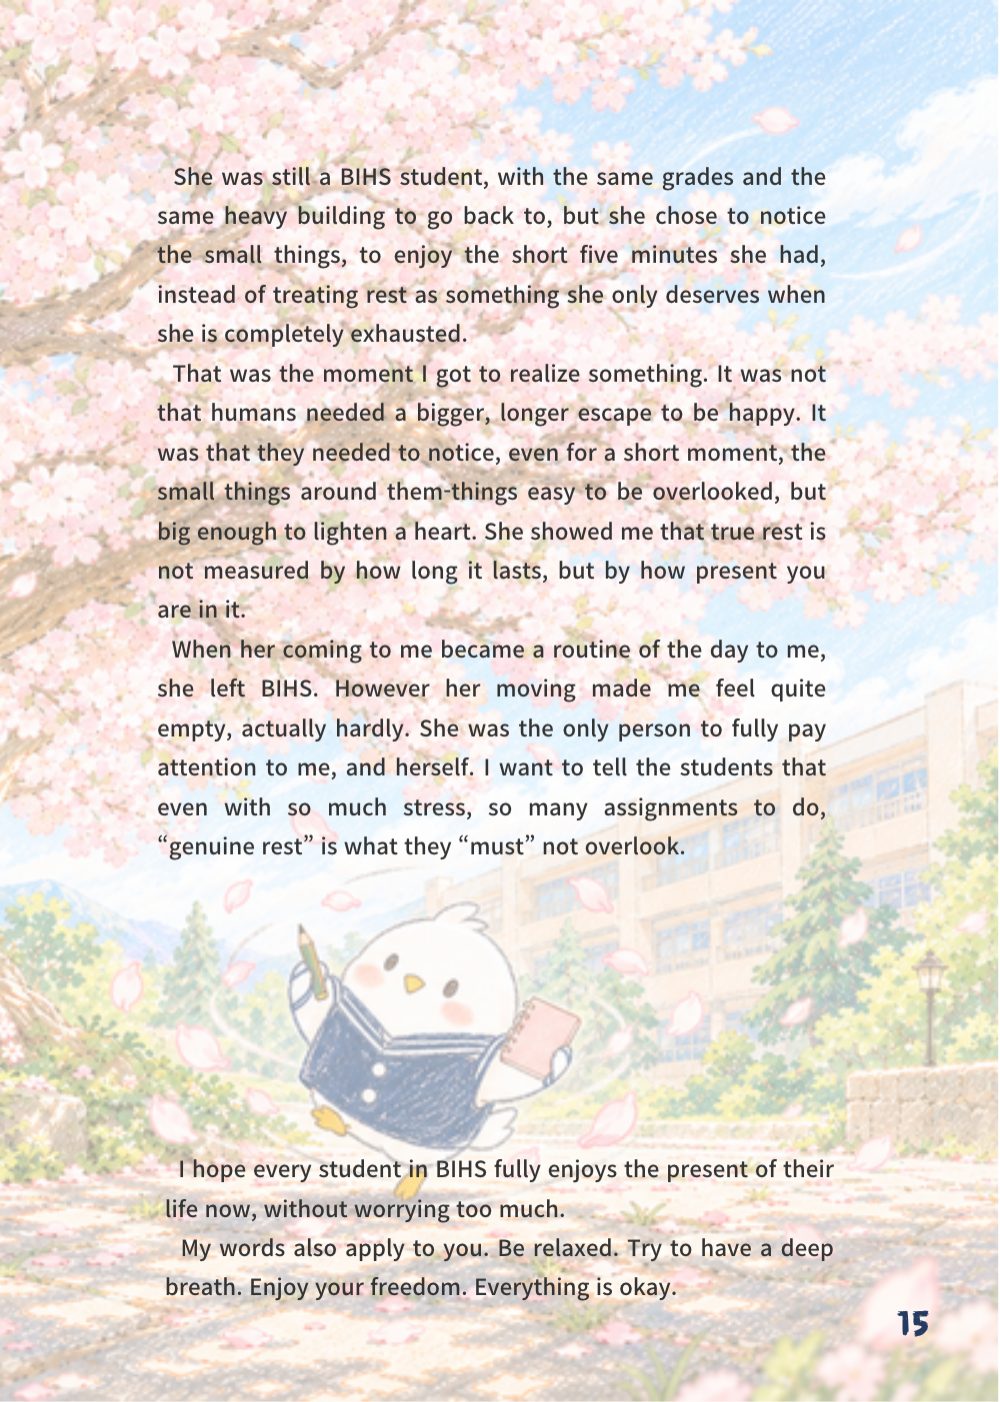 She was still a BIHS student, with the same grades and the
same heavy building to go back to, but she chose to notice
the small things, to enjoy the short five minutes she had,
instead of treating rest as something she only deserves when
she is completely exhausted.
That was the moment I got to realize something. It was not
that humans needed a bigger, longer escape to be happy. It
was that they needed to notice, even for a short moment, the
small things around them-things easy to be overlooked, but
big enough to lighten a heart. She showed me that true rest is
not measured by how long it lasts, but by how present you
are in it.
When her coming to me became a routine of the day to me,
she left BIHS. However her moving made me feel quite
empty, actually hardly. She was the only person to fully pay
attention to me, and herself. I want to tell the students that
even with so much stress, so many assignments to do,
“genuine rest” is what they “must” not overlook.
I hope every student in BIHS fully enjoys the present of their
life now, without worrying too much.
My words also apply to you. Be relaxed. Try to have a deep
breath. Enjoy your freedom. Everything is okay.
15